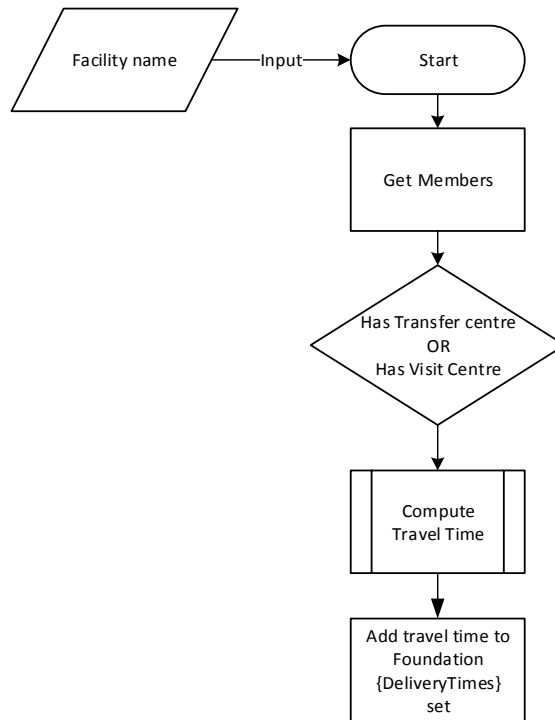 Facility name
Input
Start
Get Members
Has Transfer centre
OR
Has Visit Centre
Compute
Travel Time
Add travel time to
Foundation
{DeliveryTimes}
set